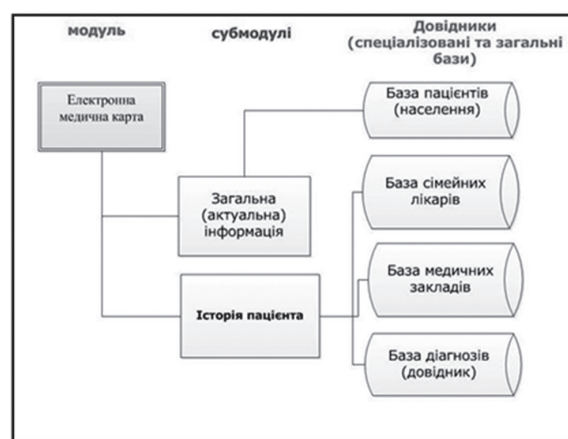 модуль
субмодулі
Довідники
(спеціалізовані та загальні
бази)
Електронна
медична карта
База пацієнтів
(населення)
Загальна
(актуальна)
інформація
База сімейних
лікарів
Історія пацієнта
База медичних
закладів
База діагнозів
(довідник)